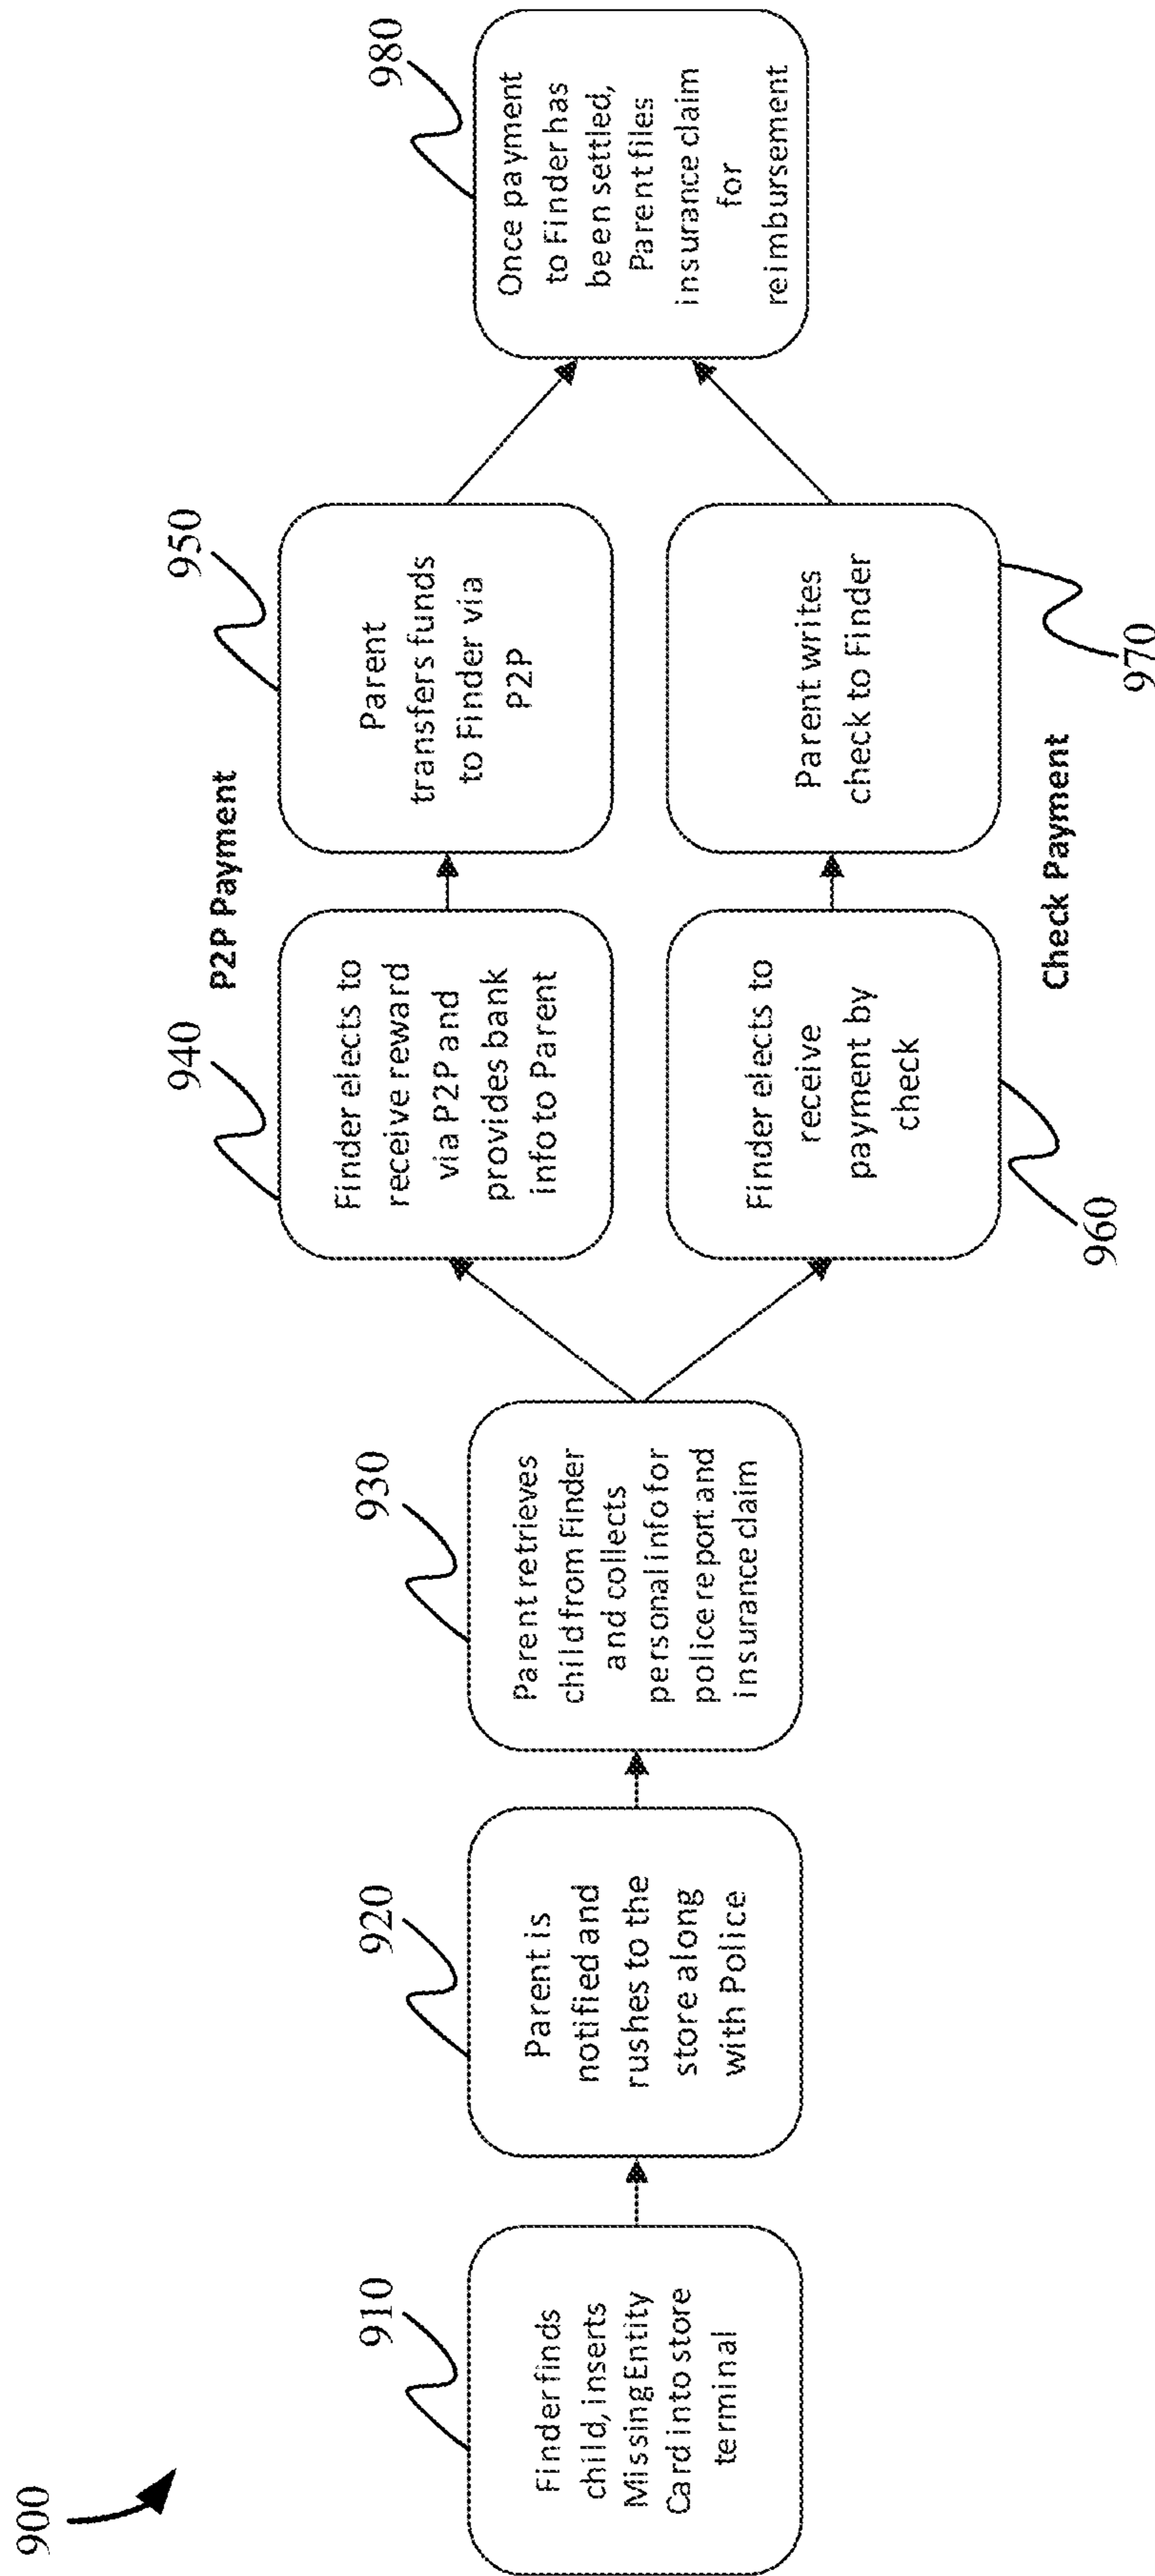 900
910
Finder finds
child, inserts
Missing Entity
Card into store
terminal
920
Parent is
notified and
rushes to the
store along
with Police
930
Parent retrieves
child from Finder
and collects
personal info for
police report and
insurance claim
P2P Payment
940
Finder elects to
receive reward
via P2P and
provides bank
info to Parent
950
Parent
transfers funds
to Finder via
P2P
960
Finder elects to
receive
payment by
check
970
Parent writes
check to Finder
Check Payment
980
Once payment
to Finder has
been settled,
Parent files
insurance claim
for
reimbursement